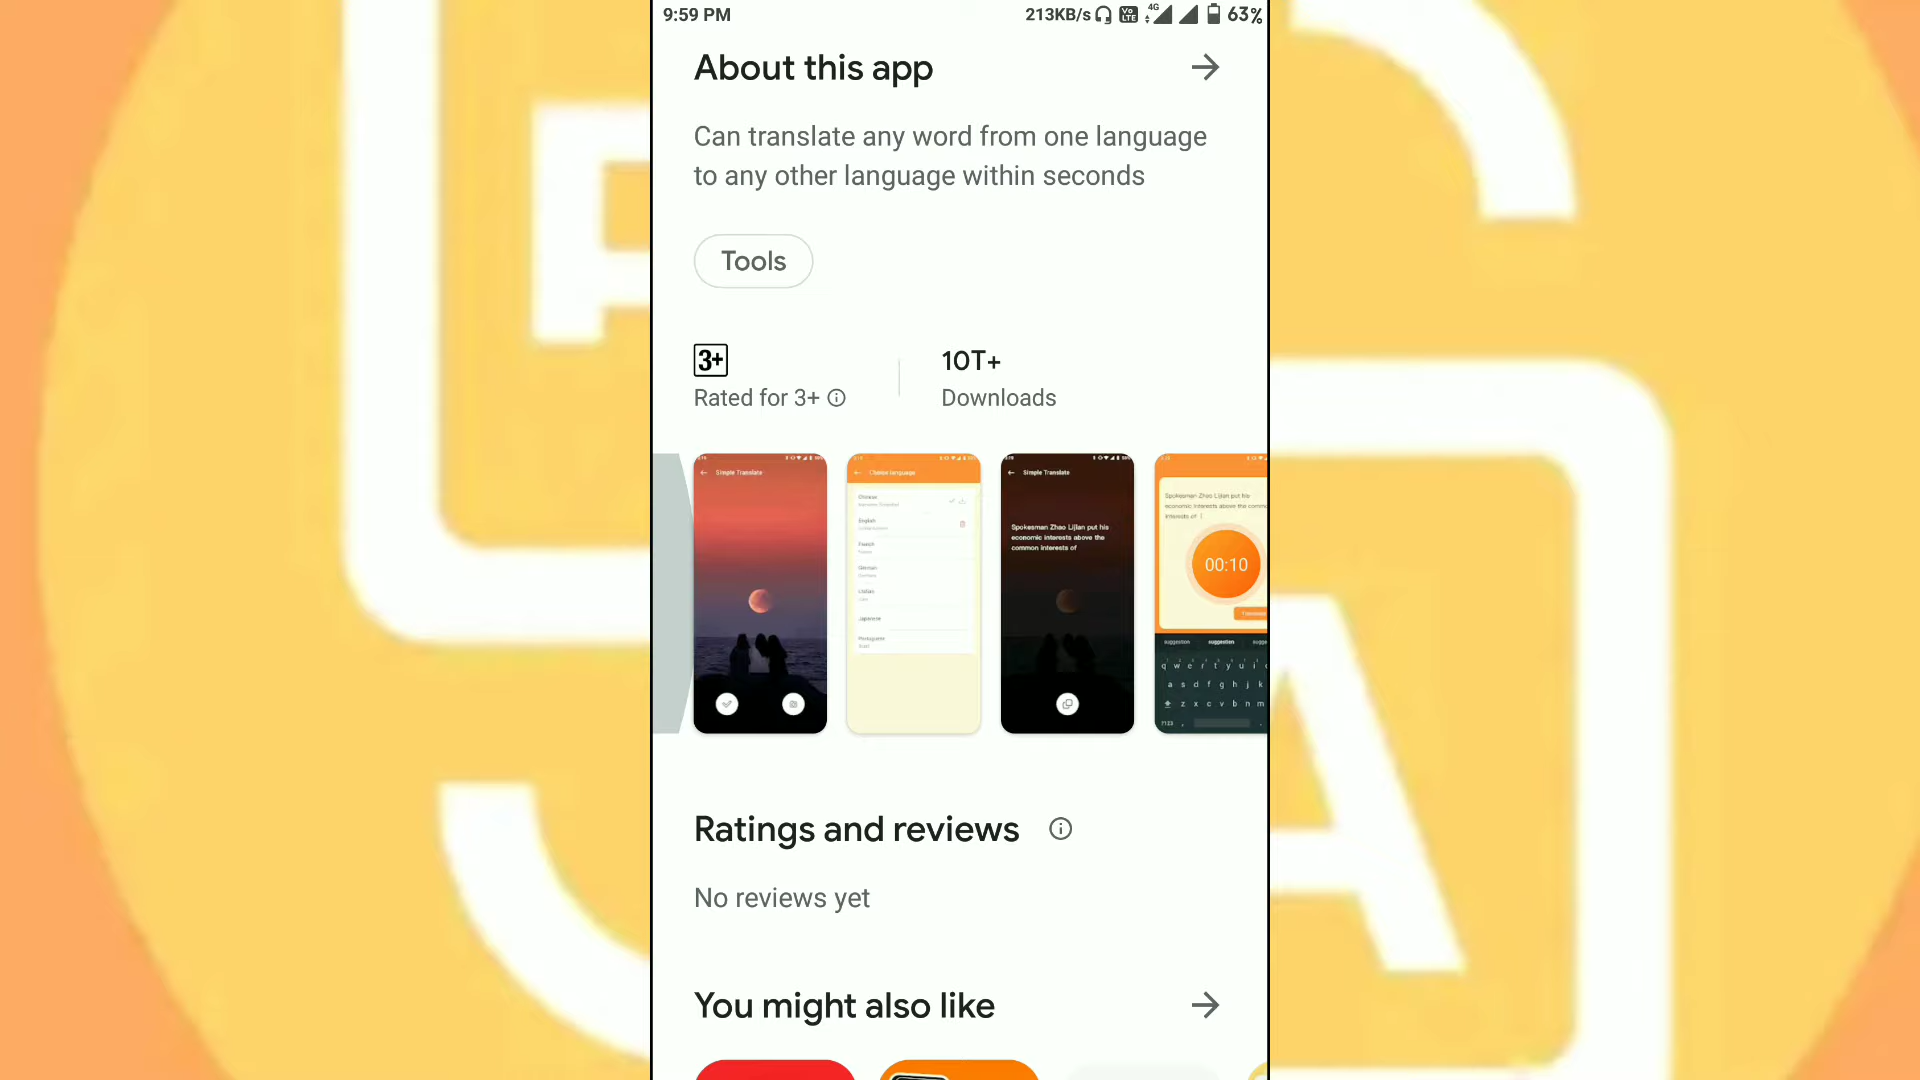 9:59 PM
213KB/s
Vo LTE
4G
63%
About this app
Can translate any word from one language
to any other language within seconds
Tools
3+
Rated for 3+
10T+
Downloads
Simple Translate
Choose language
Chinese
English
French
German
Italian
Japanese
Portuguese
Simple Translate
Spokesman Zhao Lijian put his
economic interests above the
common interests of
Spokesman Zhao Lijian put his
economic interests above the
interests of
00:10
suggestion suggestion
q w e r t y u i
a s d f g h j k
z x c v b n m
?123 ,
Ratings and reviews
No reviews yet
You might also like
A